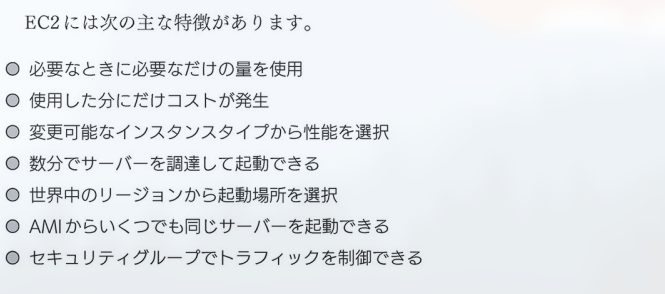 EC2には次の主な特徴があります。
● 必要なときに必要なだけの量を使用
● 使用した分にだけコストが発生
● 変更可能なインスタンスタイプから性能を選択
● 数分でサーバーを調達して起動できる
● 世界中のリージョンから起動場所を選択
● AMIからいくつでも同じサーバーを起動できる
● セキュリティグループでトラフィックを制御できる